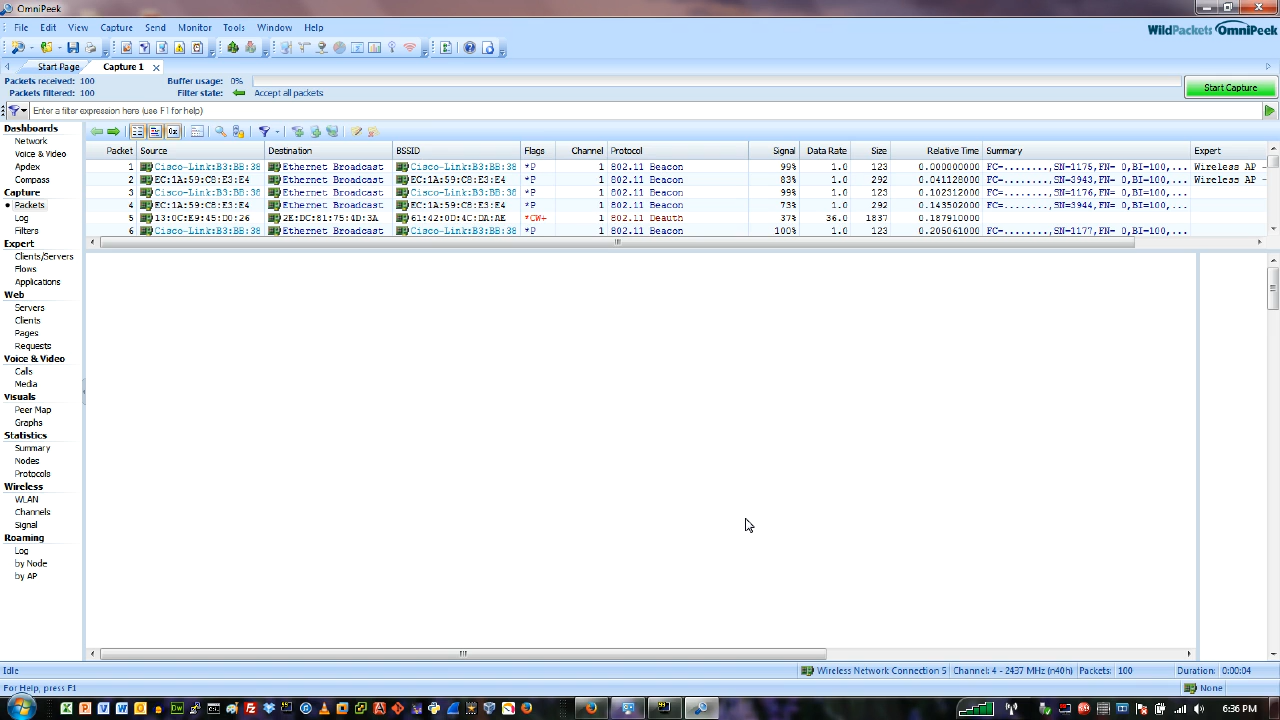 OmniPeek
File Edit View Capture Send Monitor Tools Window Help
WildPackets OmniPeek
Start Page Capture 1
Packets received: 100 Buffer usage: 0%
Packets filtered: 100 Filter state: Accept all packets
Start Capture
Enter a filter expression here (use F1 for help)
Dashboards
Network
Voice & Video
Apdex
Compass
Capture
Packets
Log
Filters
Expert
Clients/Servers
Flows
Applications
Web
Servers
Clients
Pages
Requests
Voice & Video
Calls
Media
Visuals
Peer Map
Graphs
Statistics
Summary
Nodes
Protocols
Wireless
WLAN
Channels
Signal
Roaming
Log
by Node
by AP
Packet Source Destination BSSID Flags Channel Protocol Signal Data Rate Size Relative Time Summary Expert
1 Cisco-Link:B3:BB:38 Ethernet Broadcast Cisco-Link:B3:BB:38 *P 1 802.11 Beacon 99% 1.0 123 0.000000000 FC=........,SN=1175,FN= 0,BI=100,... Wireless AP -
2 EC:1A:59:C8:E3:E4 Ethernet Broadcast EC:1A:59:C8:E3:E4 *P 1 802.11 Beacon 83% 1.0 292 0.041128000 FC=........,SN=3943,FN= 0,BI=100,... Wireless AP -
3 Cisco-Link:B3:BB:38 Ethernet Broadcast Cisco-Link:B3:BB:38 *P 1 802.11 Beacon 99% 1.0 123 0.102312000 FC=........,SN=1176,FN= 0,BI=100,...
4 EC:1A:59:C8:E3:E4 Ethernet Broadcast EC:1A:59:C8:E3:E4 *P 1 802.11 Beacon 73% 1.0 292 0.143502000 FC=........,SN=3944,FN= 0,BI=100,...
5 13:0C:E9:45:D0:26 2E:DC:81:75:4D:3A 61:42:0D:4C:DA:AE *CW+ 1 802.11 Deauth 37% 36.0 1837 0.187910000
6 Cisco-Link:B3:BB:38 Ethernet Broadcast Cisco-Link:B3:BB:38 *P 1 802.11 Beacon 100% 1.0 123 0.205061000 FC=........,SN=1177,FN= 0,BI=100,...
Idle Wireless Network Connection 5 Channel: 4 - 2437 MHz (n40h) Packets: 100 Duration: 0:00:04
For Help, press F1 None
6:36 PM